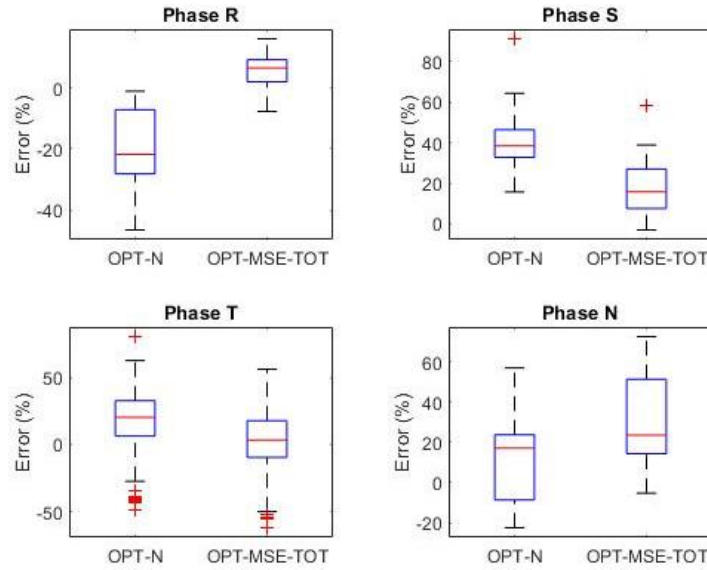 Phase R
Error (%)
0
-20
-40
OPT-N OPT-MSE-TOT
Phase S
Error (%)
80
60
40
20
0
OPT-N OPT-MSE-TOT
Phase T
Error (%)
50
0
-50
OPT-N OPT-MSE-TOT
Phase N
Error (%)
60
40
20
0
-20
OPT-N OPT-MSE-TOT